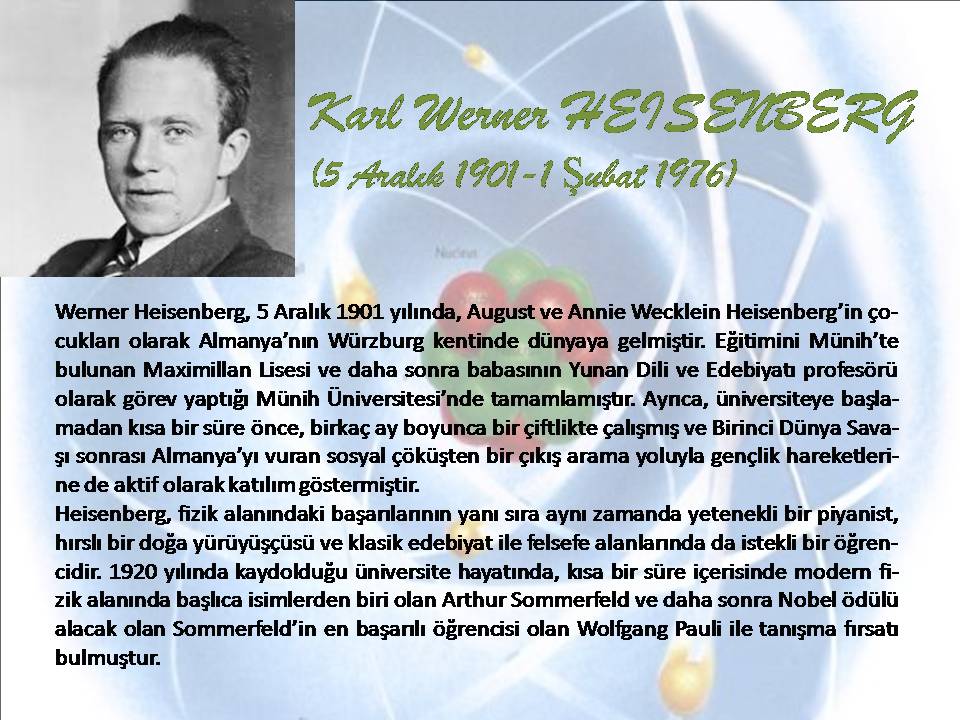 Karl Werner HEISENBERG
(5 Aralık 1901-1 Şubat 1976)
Werner Heisenberg, 5 Aralık 1901 yılında, August ve Annie Wecklein Heisenberg’in ço-
cukları olarak Almanya’nın Würzburg kentinde dünyaya gelmiştir. Eğitimini Münih’te
bulunan Maximillan Lisesi ve daha sonra babasının Yunan Dili ve Edebiyatı profesörü
olarak görev yaptığı Münih Üniversitesi’nde tamamlamıştır. Ayrıca, üniversiteye başla-
madan kısa bir süre önce, birkaç ay boyunca bir çiftlikte çalışmış ve Birinci Dünya Sava-
şı sonrası Almanya’yı vuran sosyal çöküşten bir çıkış arama yoluyla gençlik hareketleri-
ne de aktif olarak katılım göstermiştir.
Heisenberg, fizik alanındaki başarılarının yanı sıra aynı zamanda yetenekli bir piyanist,
hırslı bir doğa yürüyüşçüsü ve klasik edebiyat ile felsefe alanlarında da istekli bir öğren-
cidir. 1920 yılında kaydolduğu üniversite hayatında, kısa bir süre içerisinde modern fi-
zik alanında başlıca isimlerden biri olan Arthur Sommerfeld ve daha sonra Nobel ödülü
alacak olan Sommerfeld’in en başarılı öğrencisi olan Wolfgang Pauli ile tanışma fırsatı
bulmuştur.